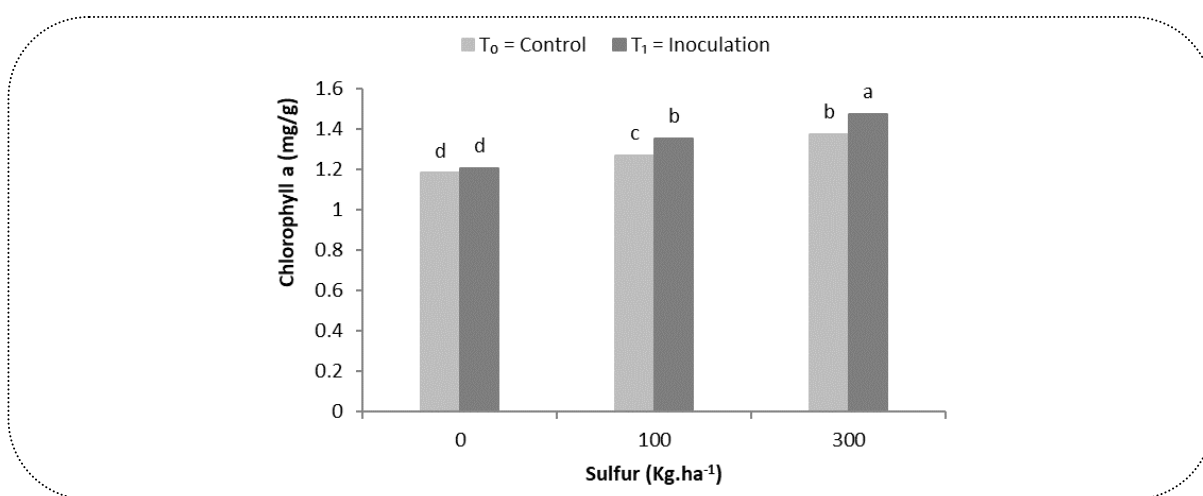 T₀ = Control T₁ = Inoculation
Chlorophyll a (mg/g)
1.6
1.4
1.2
1
0.8
0.6
0.4
0.2
0
d d
c b
b a
0 100 300
Sulfur (Kg.ha⁻¹)